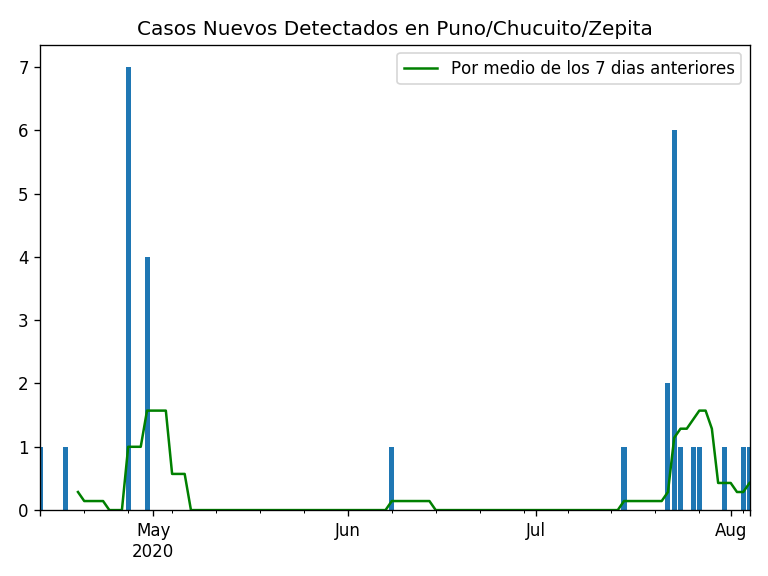 Casos Nuevos Detectados en Puno/Chucuito/Zepita
Por medio de los 7 dias anteriores
7
6
5
4
3
2
1
0
May
2020
Jun
Jul
Aug